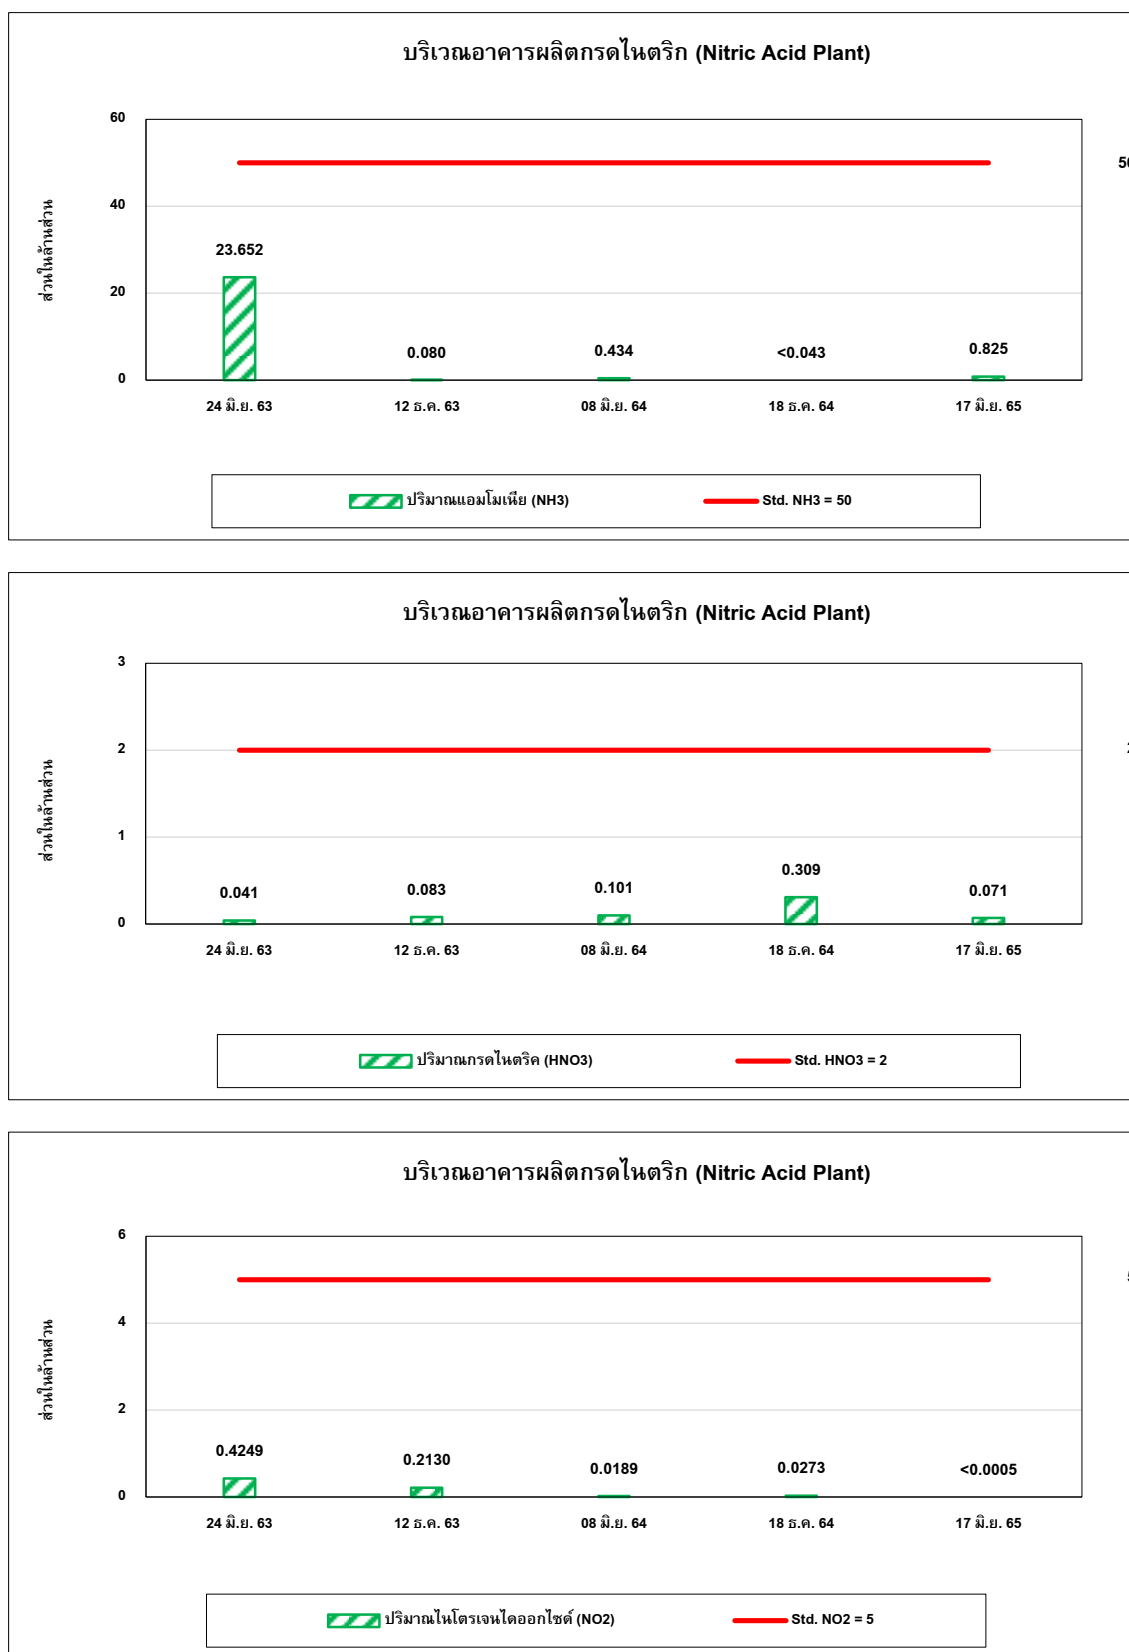 บริเวณอาคารผลิตกรดไนตริก (Nitric Acid Plant)
60
40
20
0
ส่วนในล้านส่วน
50
23.652
0.080
0.434
<0.043
0.825
24 มิ.ย. 63
12 ธ.ค. 63
08 มิ.ย. 64
18 ธ.ค. 64
17 มิ.ย. 65
ปริมาณแอมโมเนีย (NH3)
Std. NH3 = 50
บริเวณอาคารผลิตกรดไนตริก (Nitric Acid Plant)
3
2
1
0
ส่วนในล้านส่วน
2
0.041
0.083
0.101
0.309
0.071
24 มิ.ย. 63
12 ธ.ค. 63
08 มิ.ย. 64
18 ธ.ค. 64
17 มิ.ย. 65
ปริมาณกรดไนตริค (HNO3)
Std. HNO3 = 2
บริเวณอาคารผลิตกรดไนตริก (Nitric Acid Plant)
6
4
2
0
ส่วนในล้านส่วน
5
0.4249
0.2130
0.0189
0.0273
<0.0005
24 มิ.ย. 63
12 ธ.ค. 63
08 มิ.ย. 64
18 ธ.ค. 64
17 มิ.ย. 65
ปริมาณไนโตรเจนไดออกไซด์ (NO2)
Std. NO2 = 5